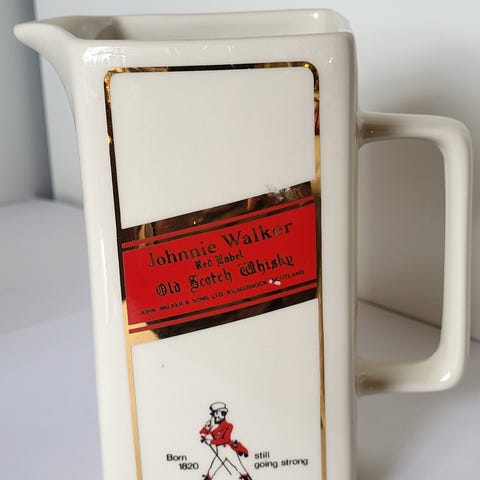 Johnnie Walker
Red Label
Old Scotch Whisky
JOHN WALKER & SONS LTD. KILMARNOCK, SCOTLAND
Born 1820
still going strong